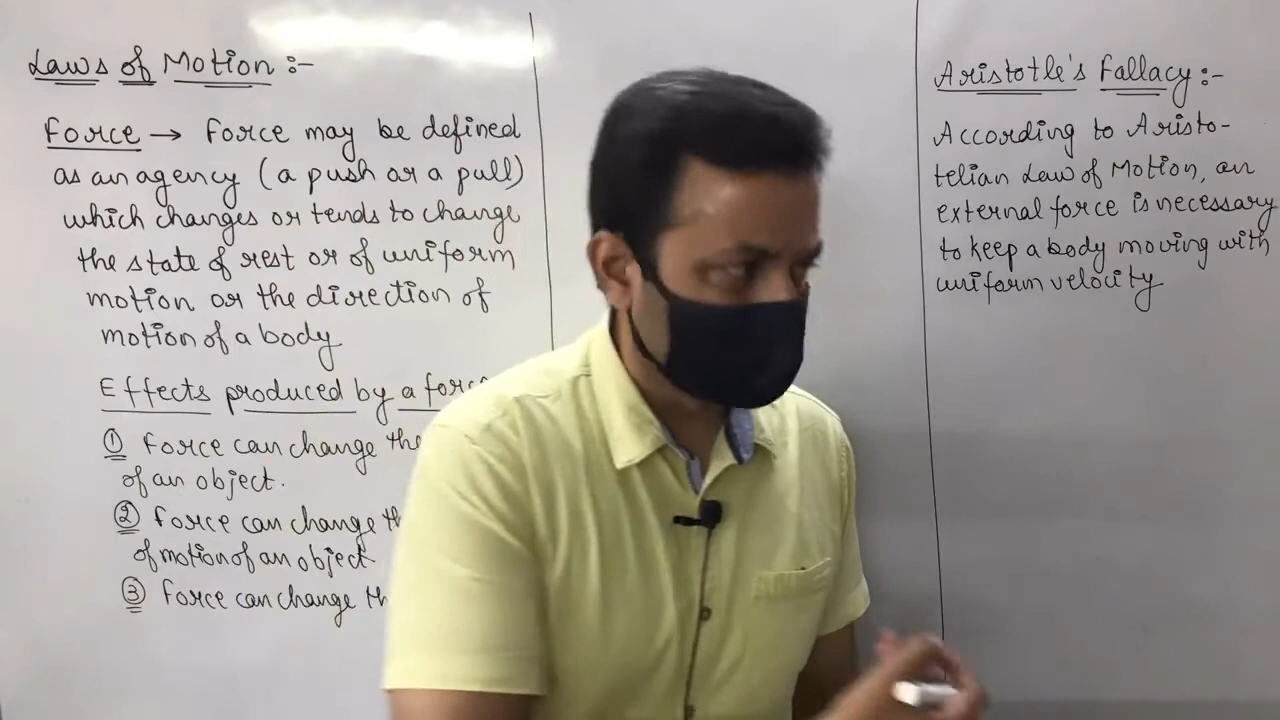 Laws of Motion :-
Force → Force may be defined
as an agency (a push or a pull)
which changes or tends to change
the state of rest or of uniform
motion or the direction of
motion of a body
Effects produced by a force
① Force can change the
of an object.
② Force can change th
of motion of an object
③ Force can change th
Aristotle's Fallacy :-
According to Aristo-
telian Law of Motion, an
external force is necessary
to keep a body moving with
uniform velocity